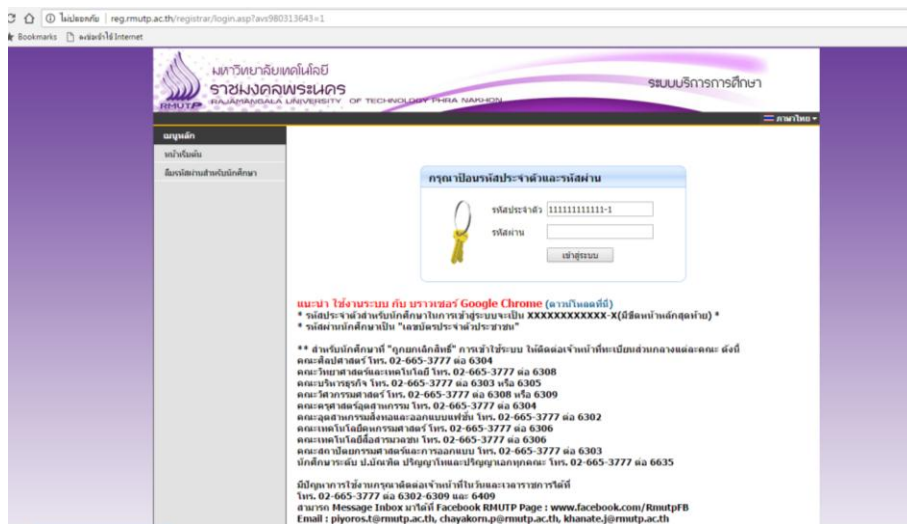 ไม่ปลอดภัย | reg.rmutp.ac.th/registrar/login.asp?avs980313643=1
Bookmarks
มหาวิทยาลัยเทคโนโลยี
ราชมงคลพระนคร
RAJAMANGALA UNIVERSITY OF TECHNOLOGY PHRA NAKHON
RMUTP
ระบบบริการการศึกษา
ภาษาไทย
เมนูหลัก
หน้าเริ่มต้น
ลืมรหัสผ่านสำหรับนักศึกษา
กรุณาป้อนรหัสประจำตัวและรหัสผ่าน
รหัสประจำตัว 111111111111-1
รหัสผ่าน
เข้าสู่ระบบ
แนะนำ ใช้งานระบบ กับ บราวเซอร์ Google Chrome (ดาวน์โหลดที่นี่)
* รหัสประจำตัวสำหรับนักศึกษาในการเข้าสู่ระบบจะเป็น XXXXXXXXXXXX-X(มีขีดหน้าหลักสุดท้าย) *
* รหัสผ่านนักศึกษาเป็น "เลขบัตรประจำตัวประชาชน"
** สำหรับนักศึกษาที่ "ถูกยกเลิกสิทธิ์" การเข้าใช้ระบบ ให้ติดต่อเจ้าหน้าที่ทะเบียนส่วนกลางแต่ละคณะ ดังนี้
คณะศิลปศาสตร์ โทร. 02-665-3777 ต่อ 6304
คณะวิทยาศาสตร์และเทคโนโลยี โทร. 02-665-3777 ต่อ 6308
คณะบริหารธุรกิจ โทร. 02-665-3777 ต่อ 6303 หรือ 6305
คณะวิศวกรรมศาสตร์ โทร. 02-665-3777 ต่อ 6308 หรือ 6309
คณะครุศาสตร์อุตสาหกรรม โทร. 02-665-3777 ต่อ 6304
คณะอุตสาหกรรมสิ่งทอและออกแบบแฟชั่น โทร. 02-665-3777 ต่อ 6302
คณะเทคโนโลยีคหกรรมศาสตร์ โทร. 02-665-3777 ต่อ 6306
คณะเทคโนโลยีสื่อสารมวลชน โทร. 02-665-3777 ต่อ 6306
คณะสถาปัตยกรรมศาสตร์และการออกแบบ โทร. 02-665-3777 ต่อ 6303
นักศึกษาระดับ ป.บัณฑิต ปริญญาโทและปริญญาเอกทุกคณะ โทร. 02-665-3777 ต่อ 6635
มีปัญหาการใช้งานกรุณาติดต่อเจ้าหน้าที่ในวันและเวลาราชการได้ที่
โทร. 02-665-3777 ต่อ 6302-6309 และ 6409
สามารถ Message Inbox มาได้ที่ Facebook RMUTP Page : www.facebook.com/RmutpFB
Email : piyoros.t@rmutp.ac.th, chayakorn.p@rmutp.ac.th, khanate.j@rmutp.ac.th